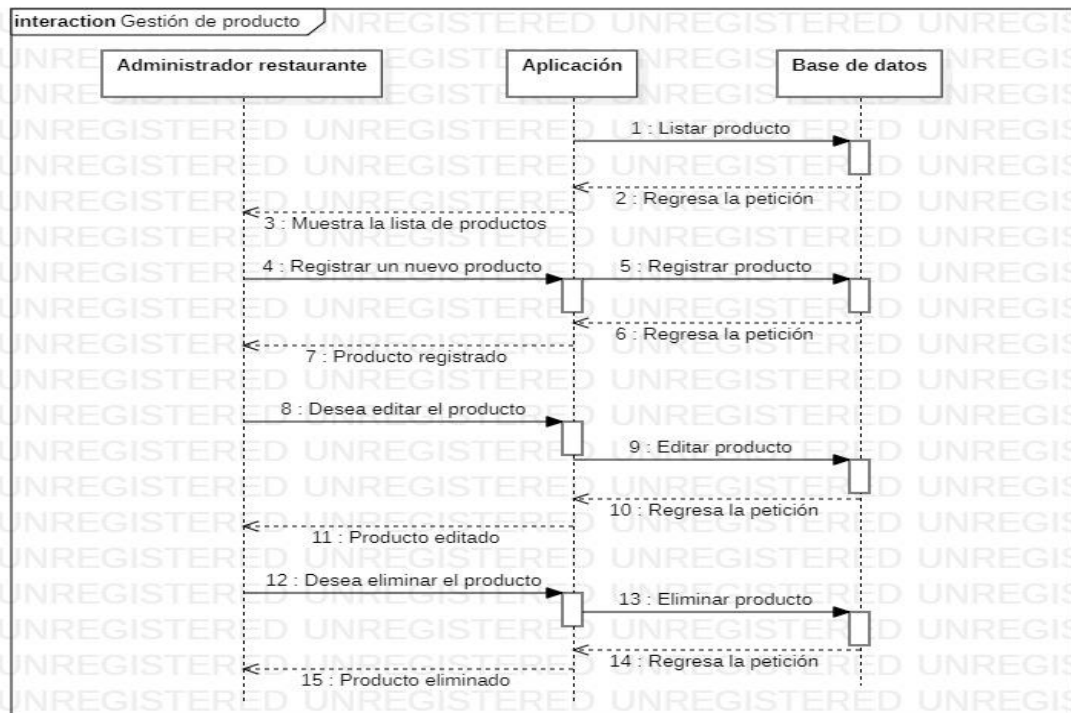 interaction Gestión de producto
Administrador restaurante
Aplicación
Base de datos
1 : Listar producto
2 : Regresa la petición
3 : Muestra la lista de productos
4 : Registrar un nuevo producto
5 : Registrar producto
6 : Regresa la petición
7 : Producto registrado
8 : Desea editar el producto
9 : Editar producto
10 : Regresa la petición
11 : Producto editado
12 : Desea eliminar el producto
13 : Eliminar producto
14 : Regresa la petición
15 : Producto eliminado
UNREGISTERED